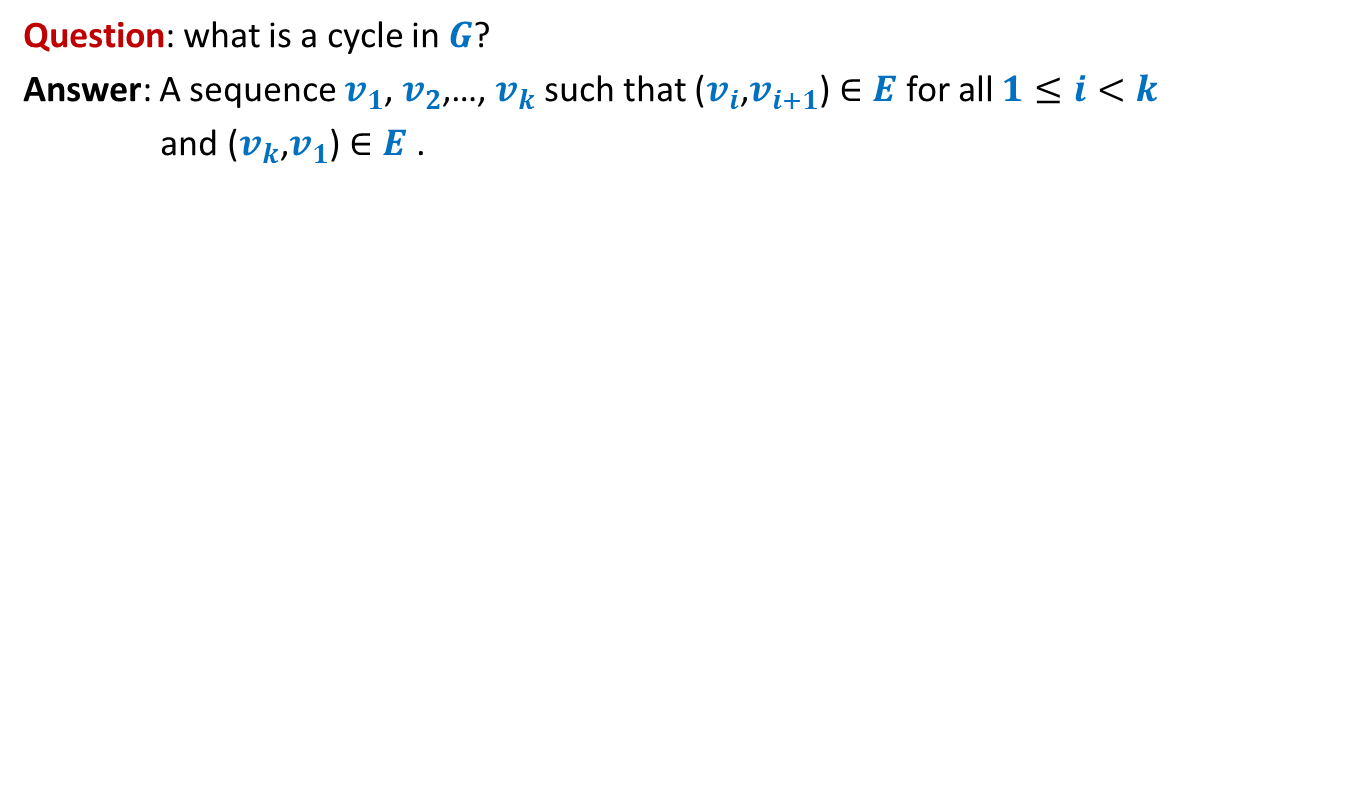 Question: what is a cycle in G?
Answer: A sequence v₁, v₂,…, vₖ such that (vᵢ,vᵢ₊₁) ∈ E for all 1 ≤ i < k
and (vₖ,v₁) ∈ E .